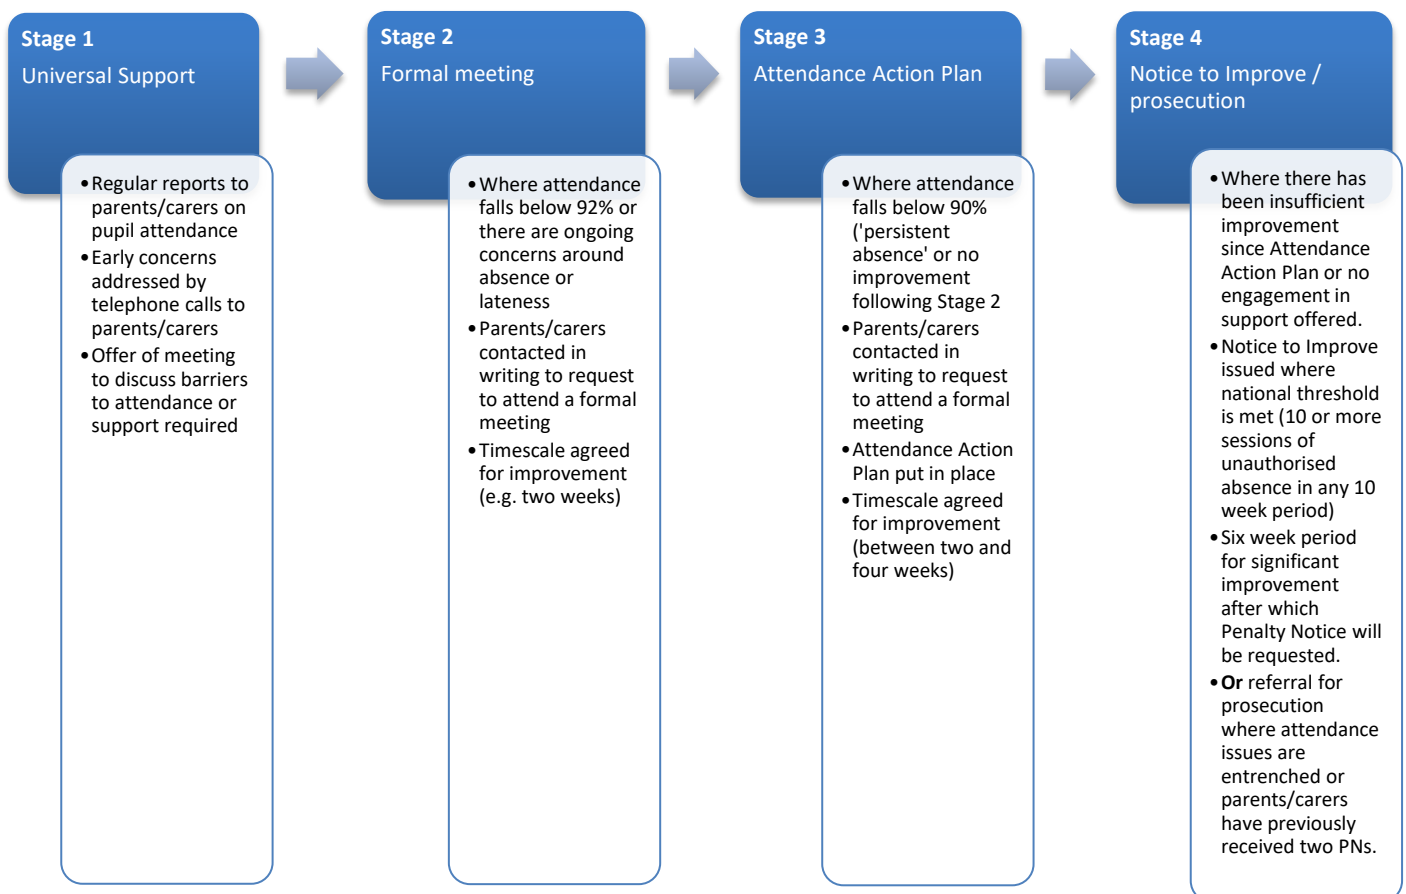 Stage 1
Universal Support
•Regular reports to
parents/carers on
pupil attendance
•Early concerns
addressed by
telephone calls to
parents/carers
•Offer of meeting
to discuss barriers
to attendance or
support required
Stage 2
Formal meeting
•Where attendance
falls below 92% or
there are ongoing
concerns around
absence or
lateness
•Parents/carers
contacted in
writing to request
to attend a formal
meeting
•Timescale agreed
for improvement
(e.g. two weeks)
Stage 3
Attendance Action Plan
•Where attendance
falls below 90%
('persistent
absence' or no
improvement
following Stage 2
•Parents/carers
contacted in
writing to request
to attend a formal
meeting
•Attendance Action
Plan put in place
•Timescale agreed
for improvement
(between two and
four weeks)
Stage 4
Notice to Improve /
prosecution
•Where there has
been insufficient
improvement
since Attendance
Action Plan or no
engagement in
support offered.
•Notice to Improve
issued where
national threshold
is met (10 or more
sessions of
unauthorised
absence in any 10
week period)
•Six week period
for significant
improvement
after which
Penalty Notice will
be requested.
•Or referral for
prosecution
where attendance
issues are
entrenched or
parents/carers
have previously
received two PNs.